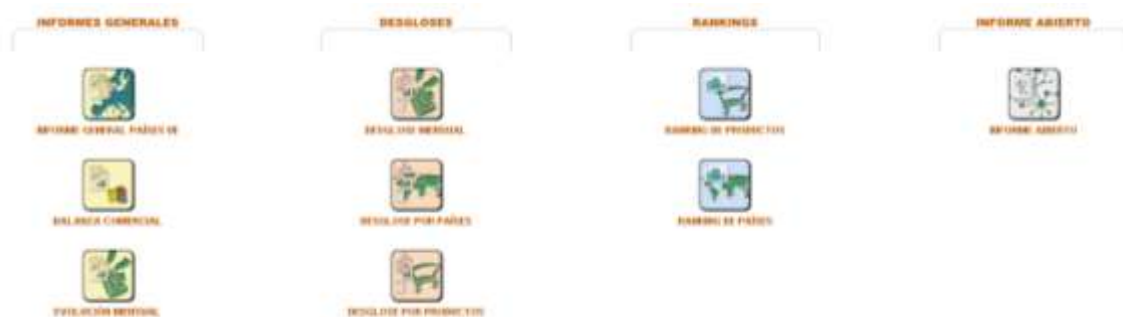 INFORMES GENERALES
DESGLOSES
RANKINGS
INFORME ABIERTO
INFORME GENERAL PAÍSES UE
DESGLOSE MENSUAL
RANKING DE PRODUCTOS
INFORME ABIERTO
BALANZA COMERCIAL
DESGLOSE POR PAÍSES
RANKING DE PAÍSES
EVOLUCIÓN MENSUAL
DESGLOSE POR PRODUCTOS